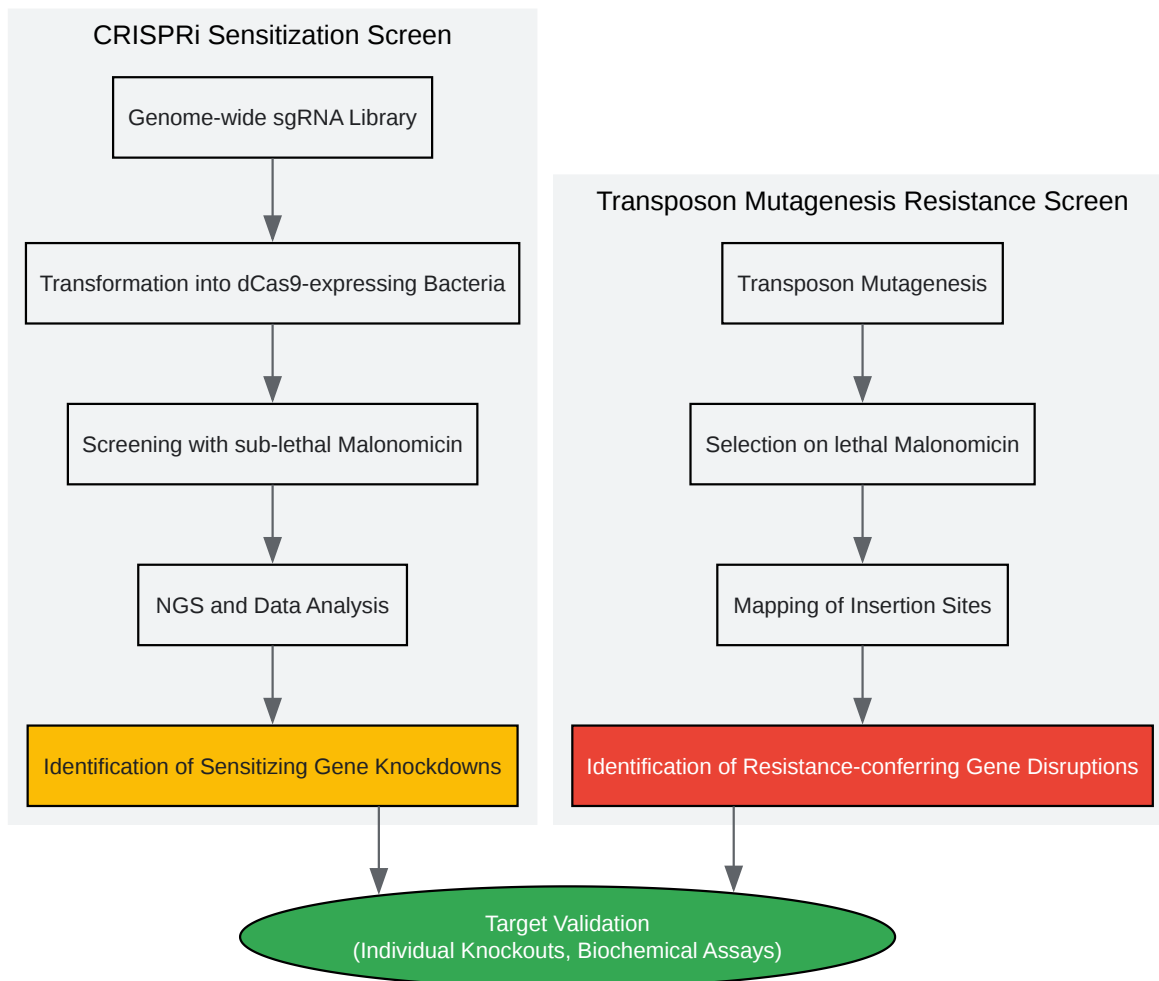 CRISPRi Sensitization Screen
Genome-wide sgRNA Library
Transformation into dCas9-expressing Bacteria
Screening with sub-lethal Malonomicin
NGS and Data Analysis
Identification of Sensitizing Gene Knockdowns
Transposon Mutagenesis Resistance Screen
Transposon Mutagenesis
Selection on lethal Malonomicin
Mapping of Insertion Sites
Identification of Resistance-conferring Gene Disruptions
Target Validation
(Individual Knockouts, Biochemical Assays)